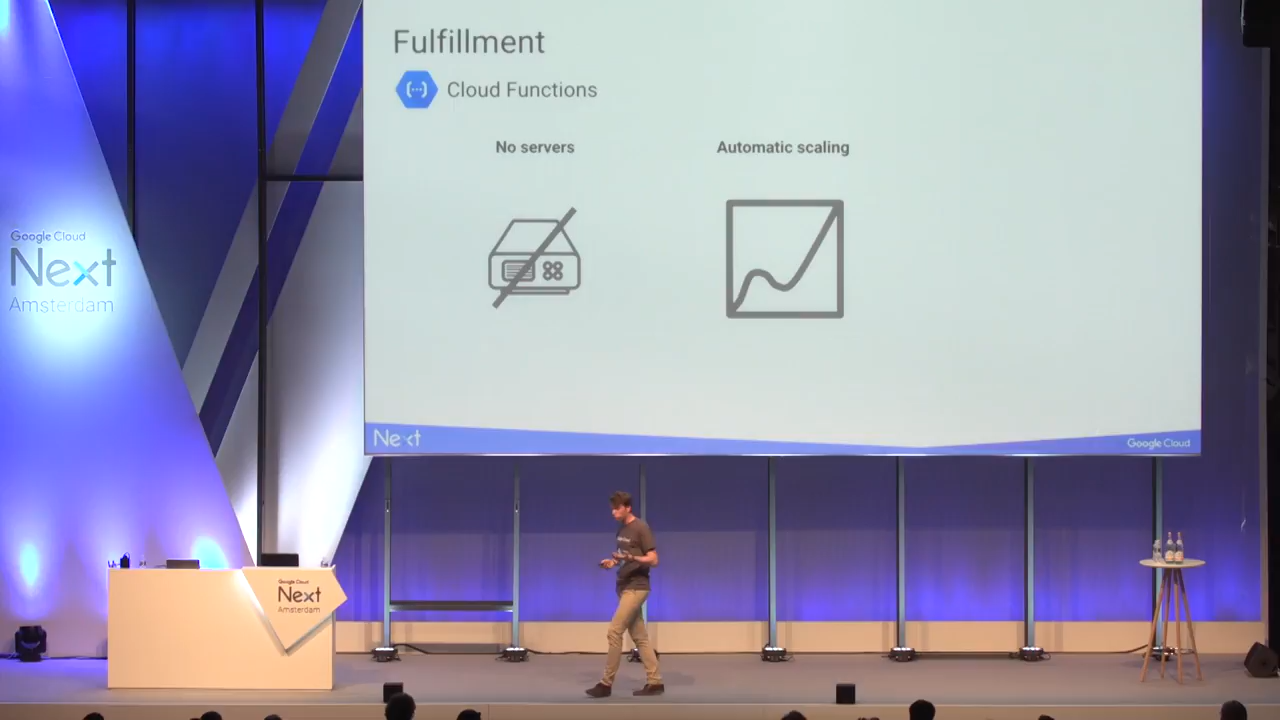 Fulfillment
Cloud Functions
No servers
Automatic scaling
Google Cloud
Next
Amsterdam
Next
Google Cloud
Google Cloud
Next
Amsterdam